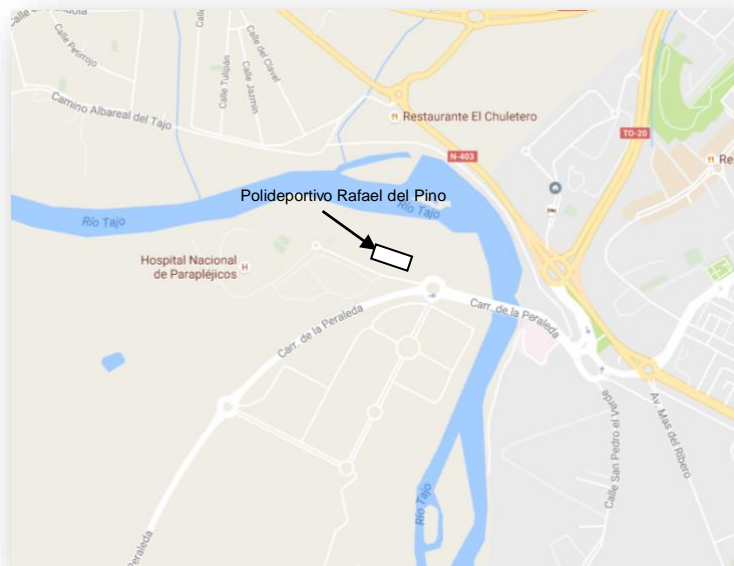 Calle Petirrojo
Calle Tulipán
Calle del Clavel
Calle Jazmín
Camino Albareal del Tajo
Restaurante El Chuletero
N-403
TO-20
Re
Polideportivo Rafael del Pino
Río Tajo
Río Tajo
Hospital Nacional
de Parapléjicos
H
Carr. de la Peraleda
Carr. de la Peraleda
Calle San Pedro el Verde
Av. Mas del Ribero
Río Tajo
Peraleda